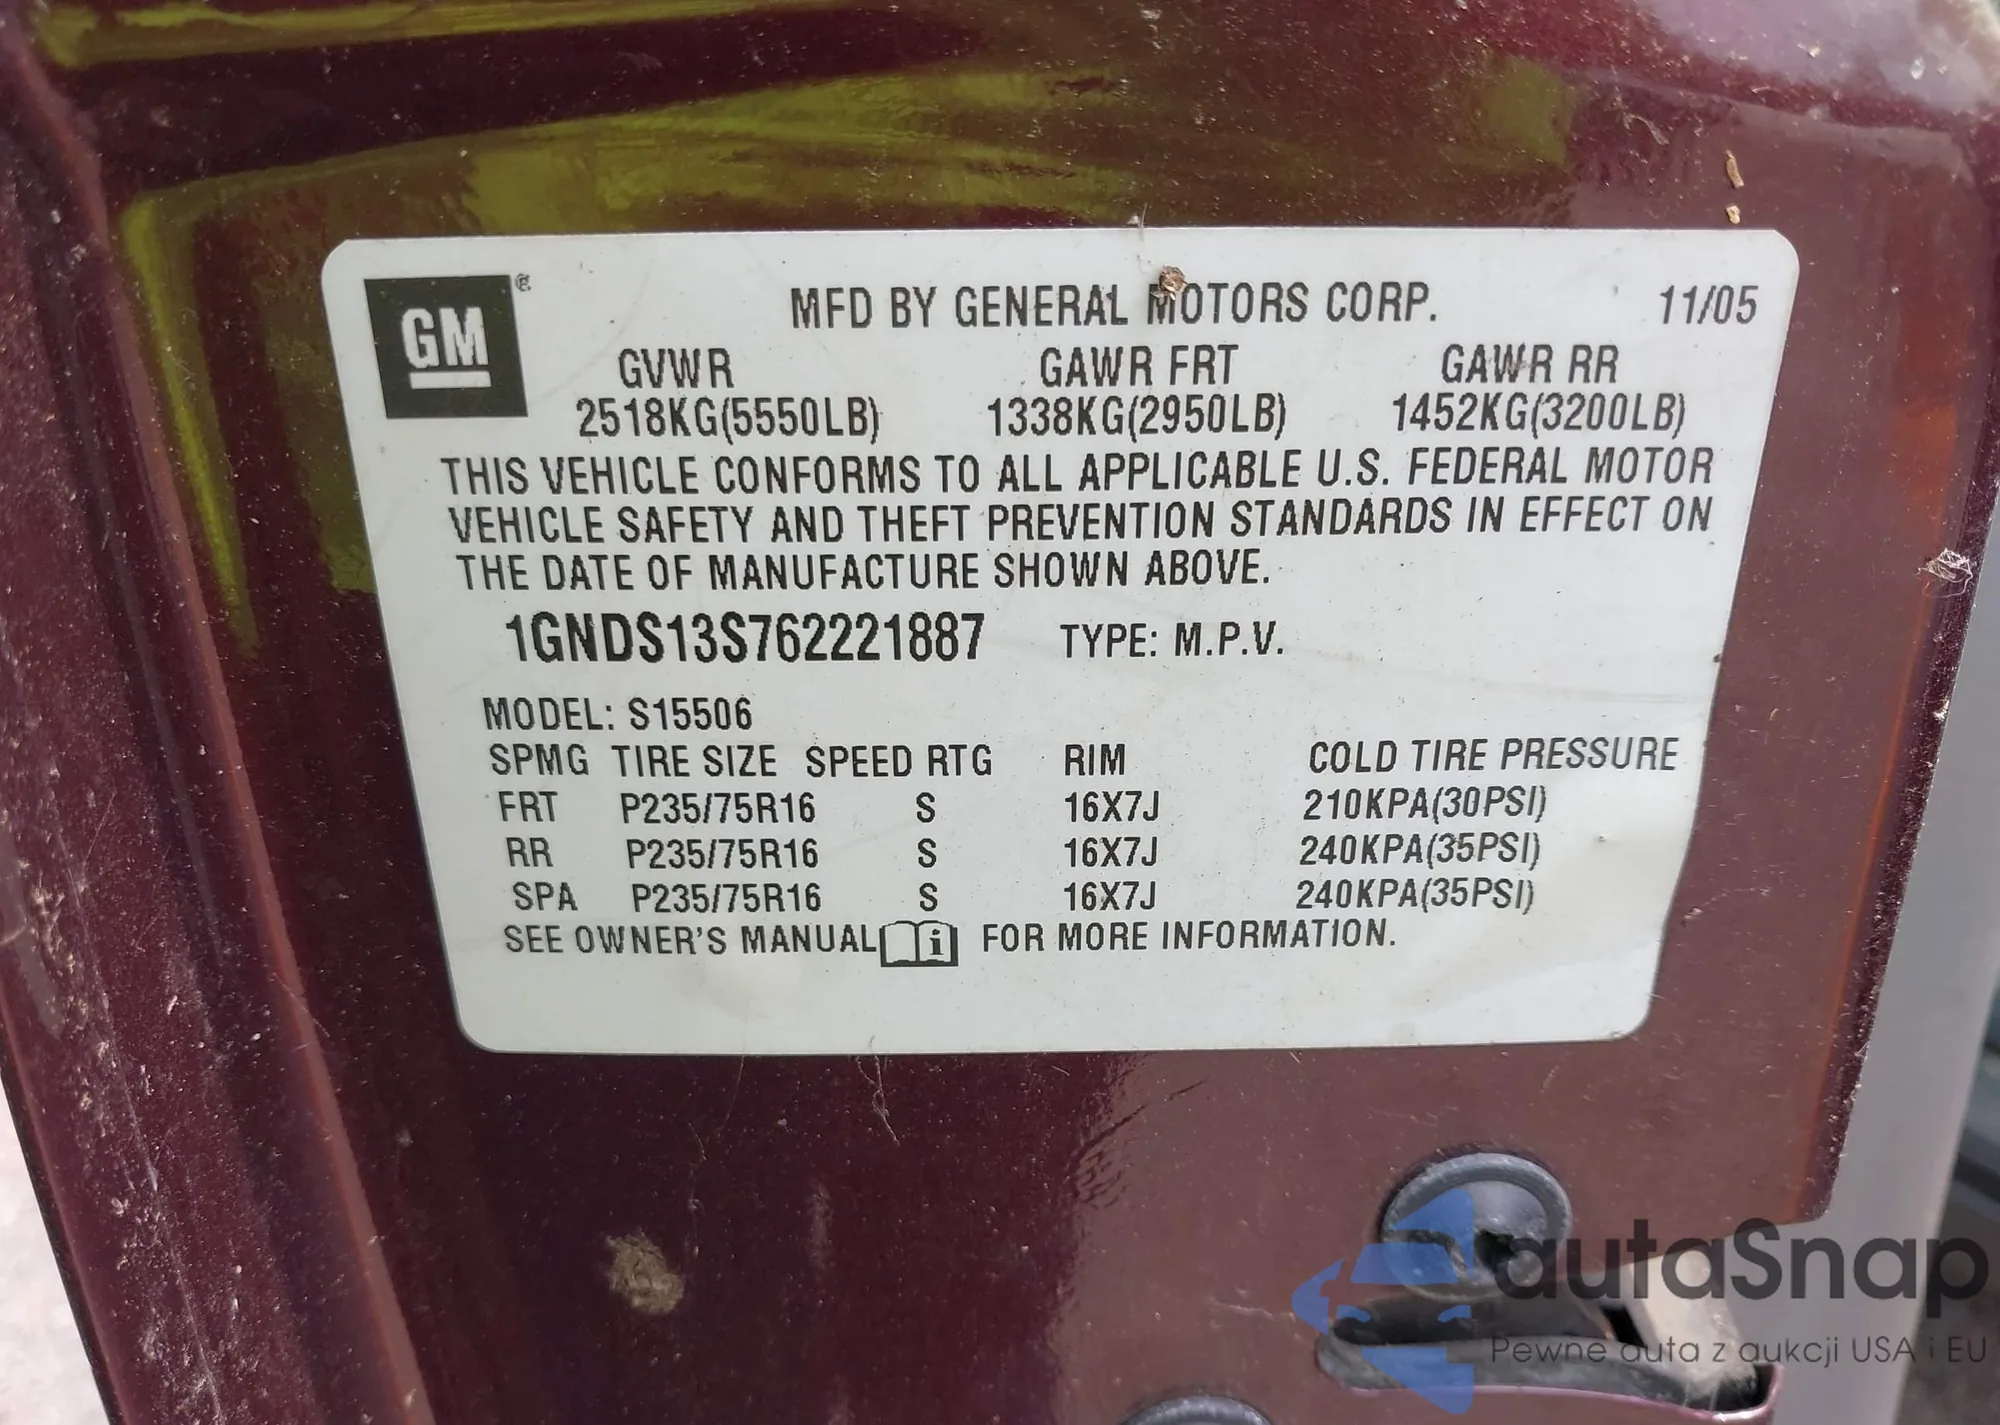 GM®
MFD BY GENERAL MOTORS CORP. 11/05
GVWR GAWR FRT GAWR RR
2518KG(5550LB) 1338KG(2950LB) 1452KG(3200LB)
THIS VEHICLE CONFORMS TO ALL APPLICABLE U.S. FEDERAL MOTOR
VEHICLE SAFETY AND THEFT PREVENTION STANDARDS IN EFFECT ON
THE DATE OF MANUFACTURE SHOWN ABOVE.
1GNDS13S762221887 TYPE: M.P.V.
MODEL: S15506
SPMG TIRE SIZE SPEED RTG RIM COLD TIRE PRESSURE
FRT P235/75R16 S 16X7J 210KPA(30PSI)
RR P235/75R16 S 16X7J 240KPA(35PSI)
SPA P235/75R16 S 16X7J 240KPA(35PSI)
SEE OWNER'S MANUAL i FOR MORE INFORMATION.
autaSnap
Pewne auta z aukcji USA i EU